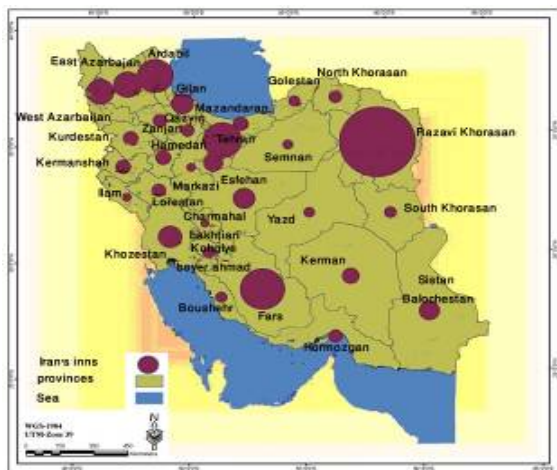 Ardabil
East Azarbajan
North Khorasan
Gilan
Golestan
Mazandaran
West Azarbaijan
Qazvin
Razavi Khorasan
Zanjan
Tehran
Kurdestan
Hamedan
Semnan
Kermanshah
Esfehan
Markazi
Ilam
Lorestan
South Khorasan
Charmahal
Yazd
bakhtian
Khozestan
Koholye
Kerman
boyer ahmad
Sistan
Balochestan
Boushehr
Fars
Hormozgan
Iran's inns
provinces
Sea
WGS-1984
UTM-Zone 39